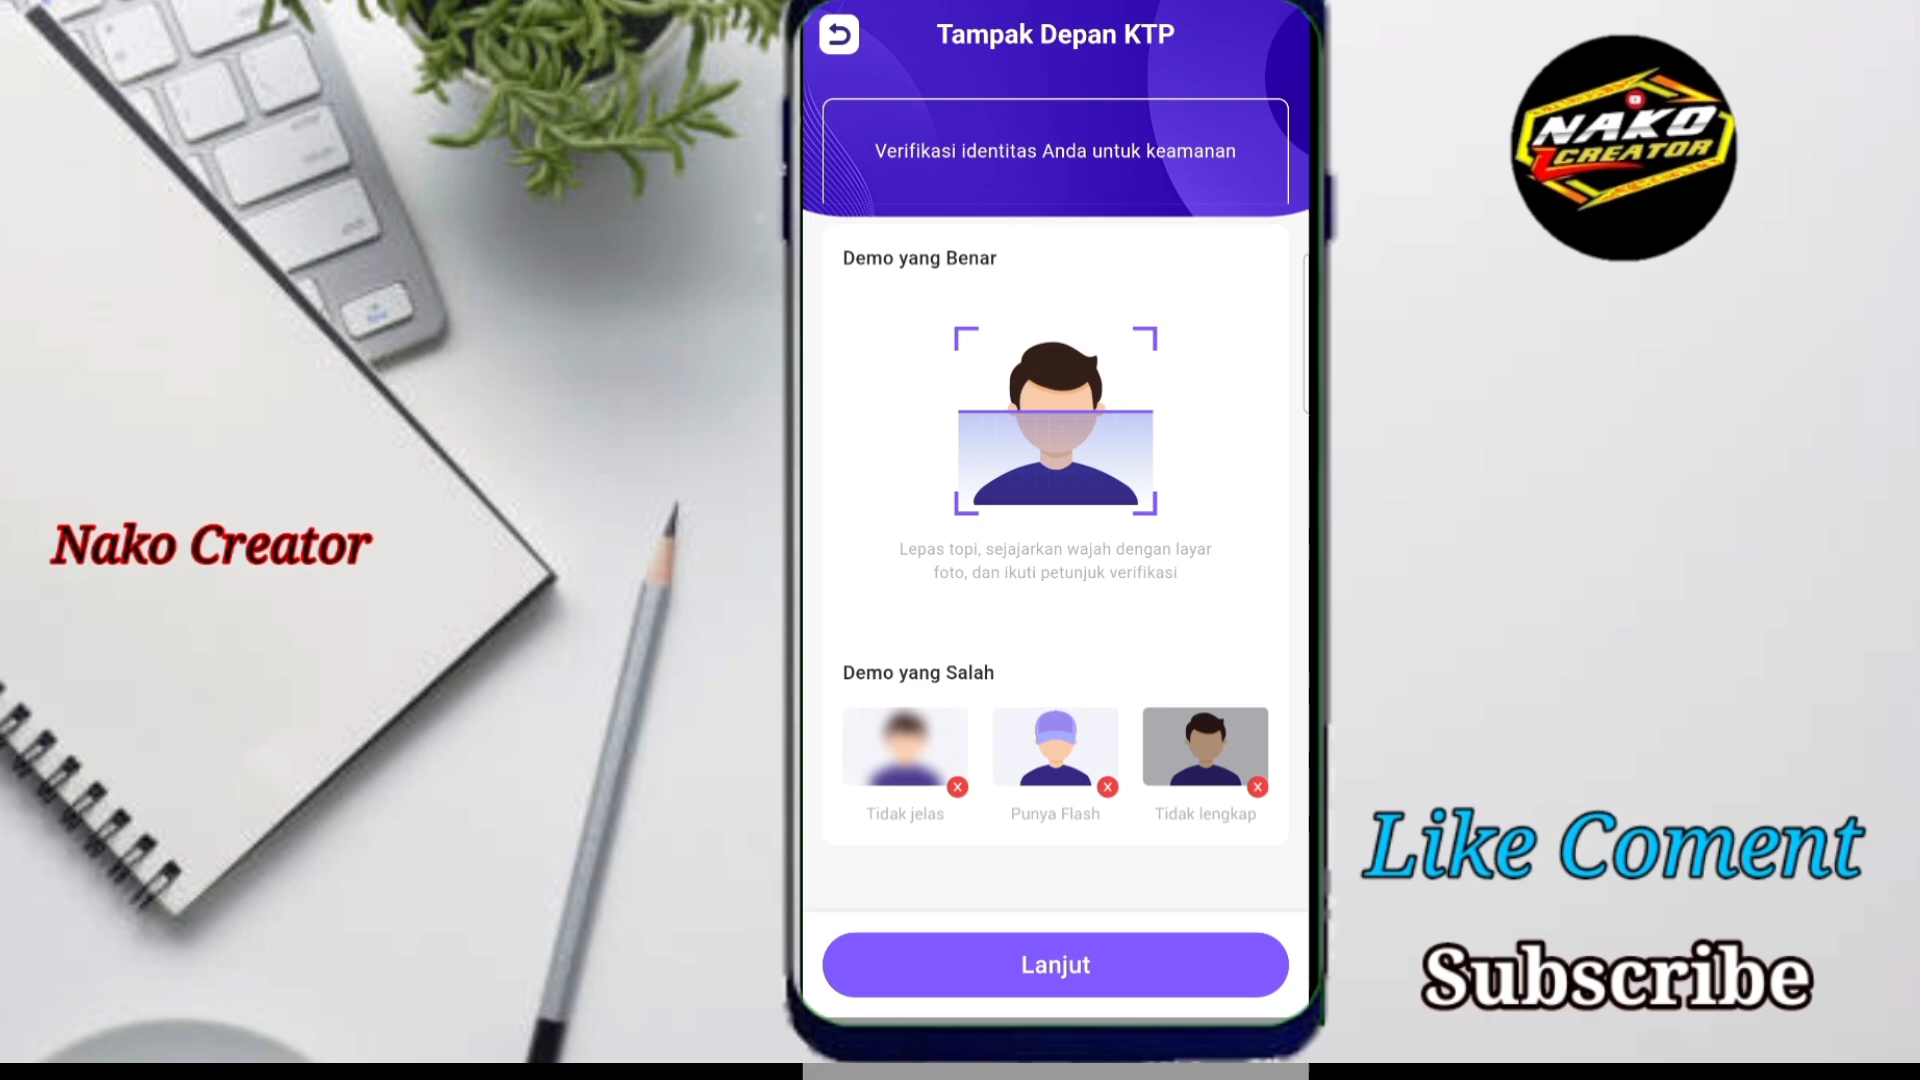 Tampak Depan KTP
Verifikasi identitas Anda untuk keamanan
Demo yang Benar
Lepas topi, sejajarkan wajah dengan layar
foto, dan ikuti petunjuk verifikasi
Demo yang Salah
Tidak jelas
Punya Flash
Tidak lengkap
Lanjut
Nako Creator
NAKO
CREATOR
Like Coment
Subscribe